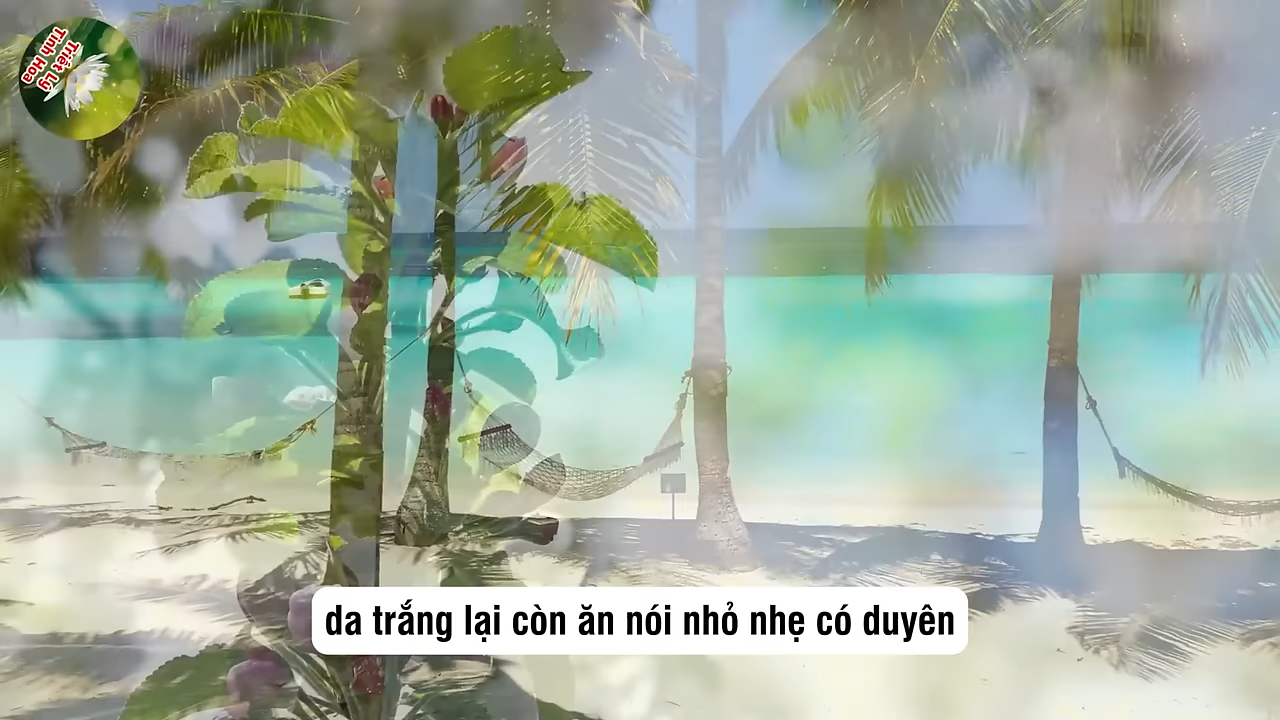 Tinh Hoa
Triết Lý
da trắng lại còn ăn nói nhỏ nhẹ có duyên